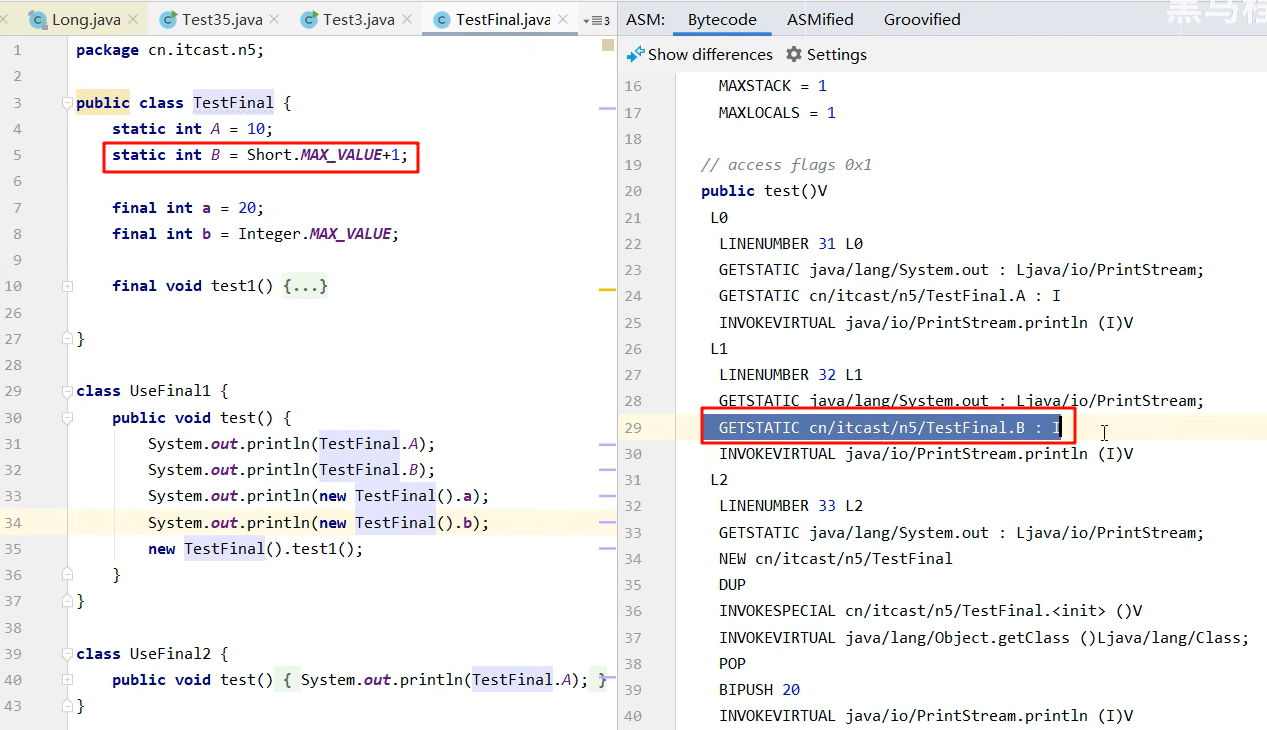 Long.java
Test35.java
Test3.java
TestFinal.java
3
1 package cn.itcast.n5;
2
3 public class TestFinal {
4 static int A = 10;
5 static int B = Short.MAX_VALUE+1;
6
7 final int a = 20;
8 final int b = Integer.MAX_VALUE;
9
10 final void test1() {...}
26
27 }
28
29 class UseFinal1 {
30 public void test() {
31 System.out.println(TestFinal.A);
32 System.out.println(TestFinal.B);
33 System.out.println(new TestFinal().a);
34 System.out.println(new TestFinal().b);
35 new TestFinal().test1();
36 }
37 }
38
39 class UseFinal2 {
40 public void test() { System.out.println(TestFinal.A); }
43 }
ASM: Bytecode ASMified Groovified
黑马程
Show differences Settings
16 MAXSTACK = 1
17 MAXLOCALS = 1
18
19 // access flags 0x1
20 public test()V
21 L0
22 LINENUMBER 31 L0
23 GETSTATIC java/lang/System.out : Ljava/io/PrintStream;
24 GETSTATIC cn/itcast/n5/TestFinal.A : I
25 INVOKEVIRTUAL java/io/PrintStream.println (I)V
26 L1
27 LINENUMBER 32 L1
28 GETSTATIC java/lang/System.out : Ljava/io/PrintStream;
29 GETSTATIC cn/itcast/n5/TestFinal.B : I
30 INVOKEVIRTUAL java/io/PrintStream.println (I)V
31 L2
32 LINENUMBER 33 L2
33 GETSTATIC java/lang/System.out : Ljava/io/PrintStream;
34 NEW cn/itcast/n5/TestFinal
35 DUP
36 INVOKESPECIAL cn/itcast/n5/TestFinal.<init> ()V
37 INVOKEVIRTUAL java/lang/Object.getClass ()Ljava/lang/Class;
38 POP
39 BIPUSH 20
40 INVOKEVIRTUAL java/io/PrintStream.println (I)V